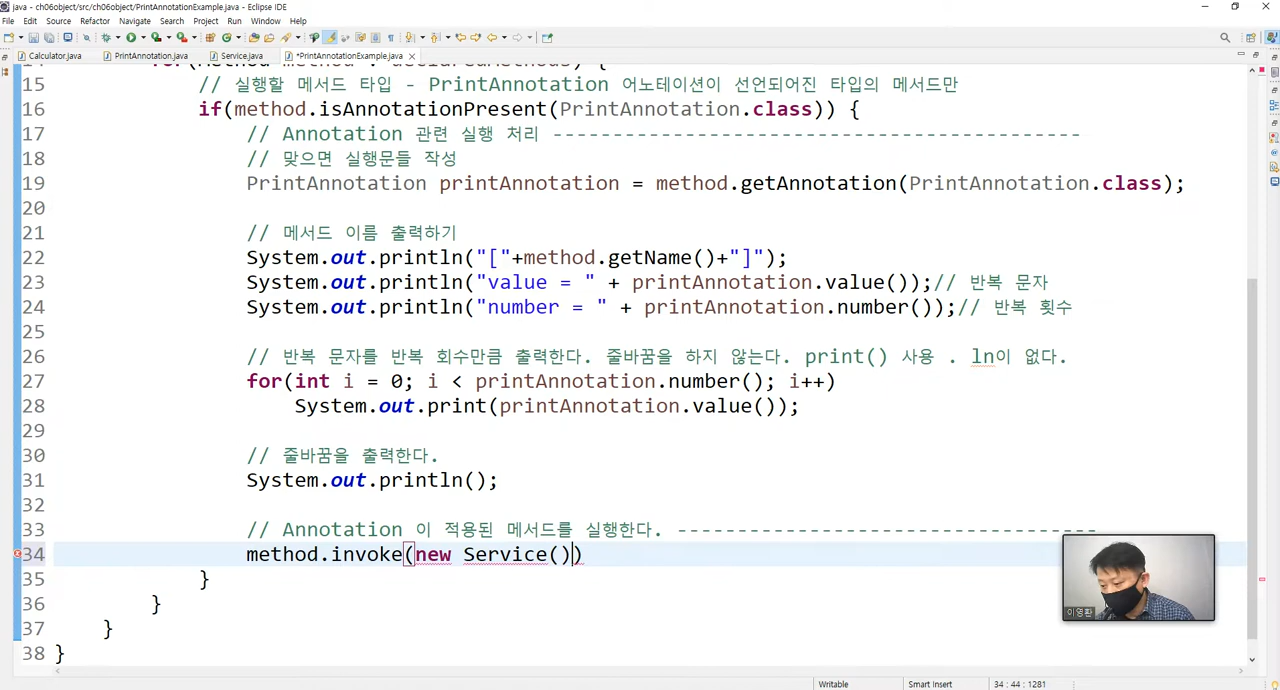 java - ch06object/src/ch06object/PrintAnnotationExample.java - Eclipse IDE
File Edit Source Refactor Navigate Search Project Run Window Help
Calculator.java PrintAnnotation.java Service.java *PrintAnnotationExample.java
15 // 실행할 메서드 타입 - PrintAnnotation 어노테이션이 선언되어진 타입의 메서드만
16 if(method.isAnnotationPresent(PrintAnnotation.class)) {
17 // Annotation 관련 실행 처리 --------------------------------------------
18 // 맞으면 실행문들 작성
19 PrintAnnotation printAnnotation = method.getAnnotation(PrintAnnotation.class);
20
21 // 메서드 이름 출력하기
22 System.out.println("["+method.getName()+"]");
23 System.out.println("value = " + printAnnotation.value());// 반복 문자
24 System.out.println("number = " + printAnnotation.number());// 반복 횟수
25
26 // 반복 문자를 반복 회수만큼 출력한다. 줄바꿈을 하지 않는다. print() 사용 . ln이 없다.
27 for(int i = 0; i < printAnnotation.number(); i++)
28 System.out.print(printAnnotation.value());
29
30 // 줄바꿈을 출력한다.
31 System.out.println();
32
33 // Annotation 이 적용된 메서드를 실행한다. -----------------------------------
34 method.invoke(new Service())
35 }
36 }
37 }
38 }
이영환
Writable Smart Insert 34 : 44 : 1281